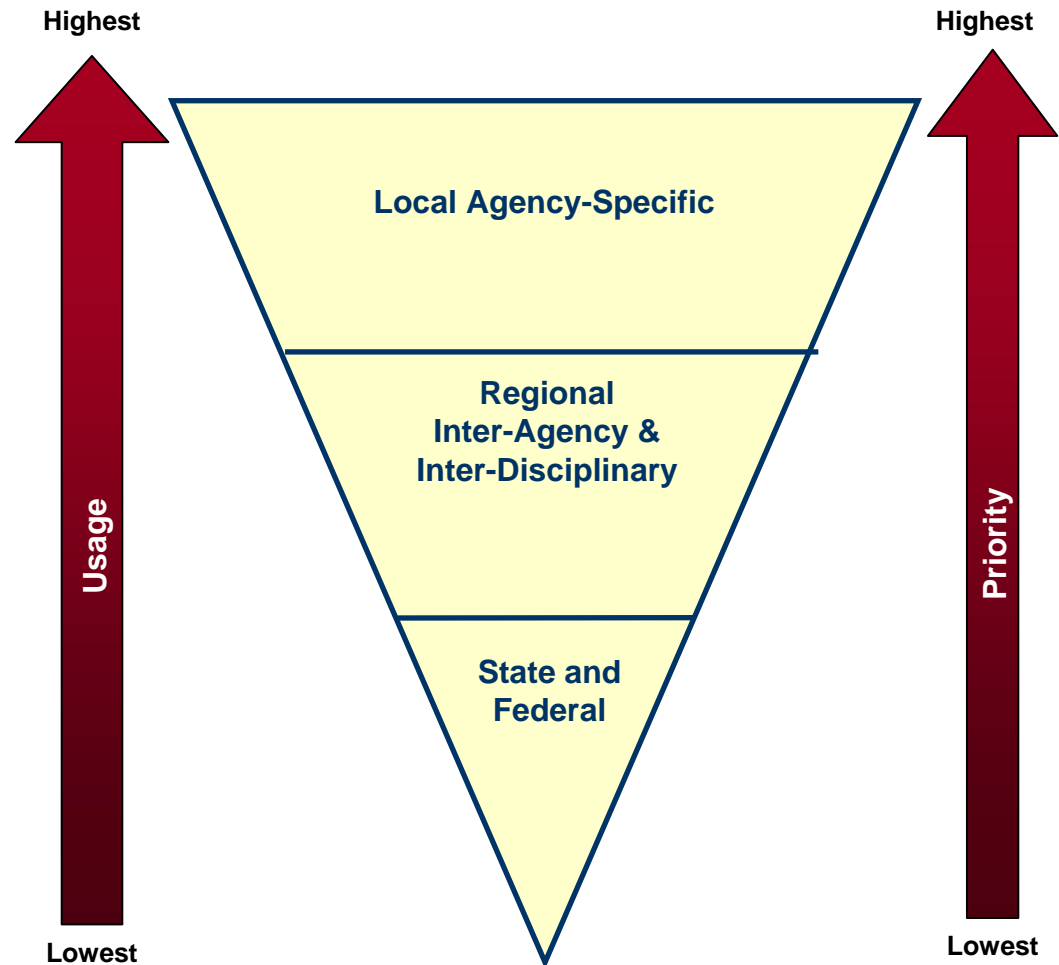 Highest
Highest
Local Agency-Specific
Regional
Inter-Agency &
Inter-Disciplinary
Usage
Priority
State and
Federal
Lowest
Lowest